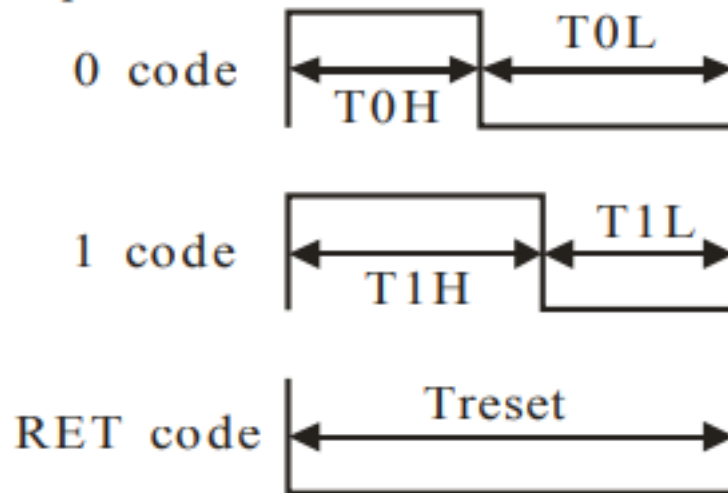 T0L
0 code
T0H
T1L
1 code
T1H
Treset
RET code